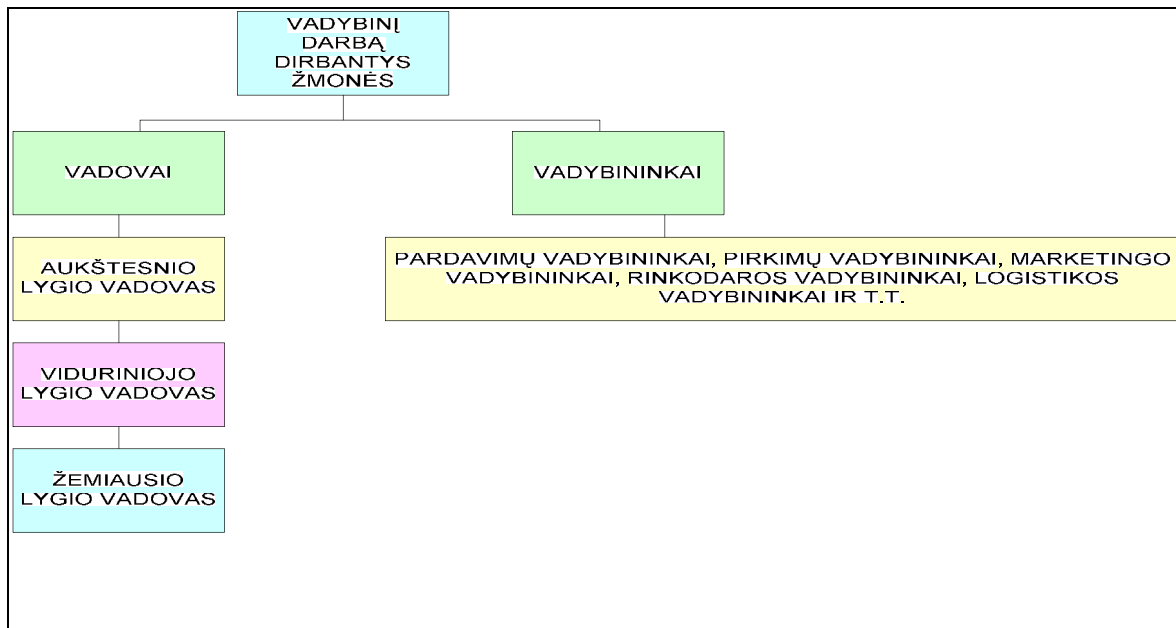 VADYBINĮ
DARBĄ
DIRBANTYS
ŽMONĖS
VADOVAI
VADYBININKAI
AUKŠTESNIO
LYGIO VADOVAS
PARDAVIMŲ VADYBININKAI, PIRKIMŲ VADYBININKAI, MARKETINGO
VADYBININKAI, RINKODAROS VADYBININKAI, LOGISTIKOS
VADYBININKAI IR T.T.
VIDURINIOJO
LYGIO VADOVAS
ŽEMIAUSIO
LYGIO VADOVAS